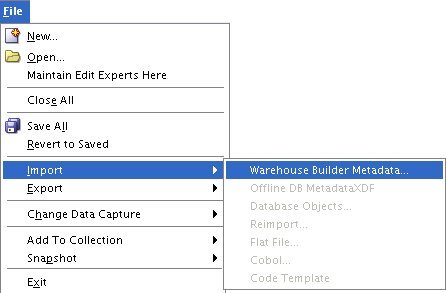 File
New...
Open...
Maintain Edit Experts Here
Close All
Save All
Revert to Saved
Import
Warehouse Builder Metadata...
Export
Offline DB MetadataXDF
Database Objects...
Change Data Capture
Reimport...
Add To Collection
Flat File...
Snapshot
Cobol...
Exit
Code Template